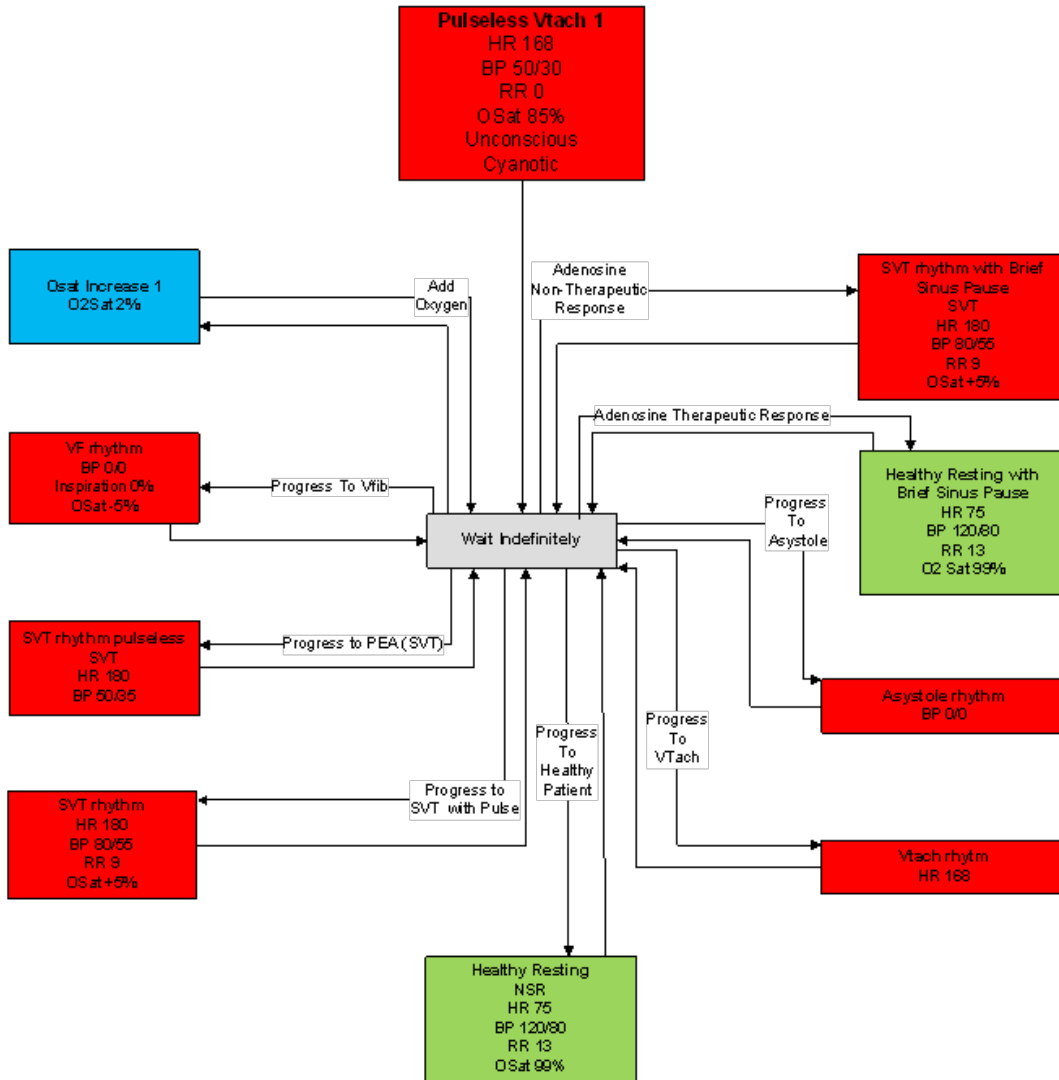 Pulseless Vtach 1
HR 168
BP 50/30
RR 0
OSat 85%
Unconscious
Cyanotic
Osat Increase 1
O2Sat 2%
Add
Oxygen
Adenosine
Non-Therapeutic
Response
SVT rhythm with Brief
Sinus Pause
SVT
HR 180
BP 80/55
RR 9
OSat +5%
Adenosine Therapeutic Response
VF rhythm
BP 0/0
Inspiration 0%
OSat -5%
Progress To Vfib
Healthy Resting with
Brief Sinus Pause
HR 75
BP 120/80
RR 13
O2 Sat 99%
Wait Indefinitely
Progress
To
Asystole
SVT rhythm pulseless
SVT
HR 180
BP 50/35
Progress to PEA (SVT)
Asystole rhythm
BP 0/0
Progress
To
Healthy
Patient
Progress
To
VTach
Progress to
SVT with Pulse
SVT rhythm
HR 180
BP 80/55
RR 9
OSat +5%
Vtach rhytm
HR 168
Healthy Resting
NSR
HR 75
BP 120/80
RR 13
OSat 99%